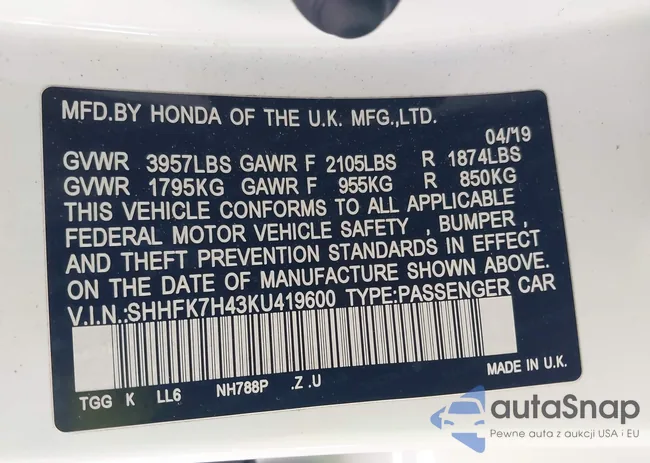 MFD.BY HONDA OF THE U.K. MFG.,LTD.
04/19
GVWR 3957LBS GAWR F 2105LBS R 1874LBS
GVWR 1795KG GAWR F 955KG R 850KG
THIS VEHICLE CONFORMS TO ALL APPLICABLE
FEDERAL MOTOR VEHICLE SAFETY , BUMPER ,
AND THEFT PREVENTION STANDARDS IN EFFECT
ON THE DATE OF MANUFACTURE SHOWN ABOVE.
V.I.N.:SHHFK7H43KU419600 TYPE:PASSENGER CAR
MADE IN U.K.
TGG K LL6 NH788P .Z .U
autaSnap
Pewne auta z aukcji USA i EU